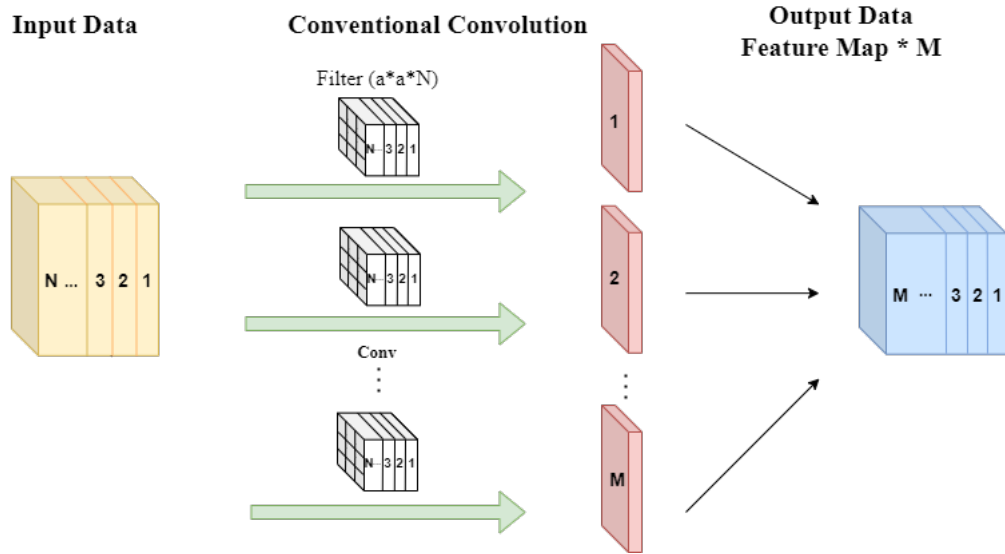 Input Data
Conventional Convolution
Output Data
Feature Map * M
Filter (a*a*N)
N... 3 2 1
1
N ... 3 2 1
N... 3 2 1
2
M ... 3 2 1
Conv
N... 3 2 1
M